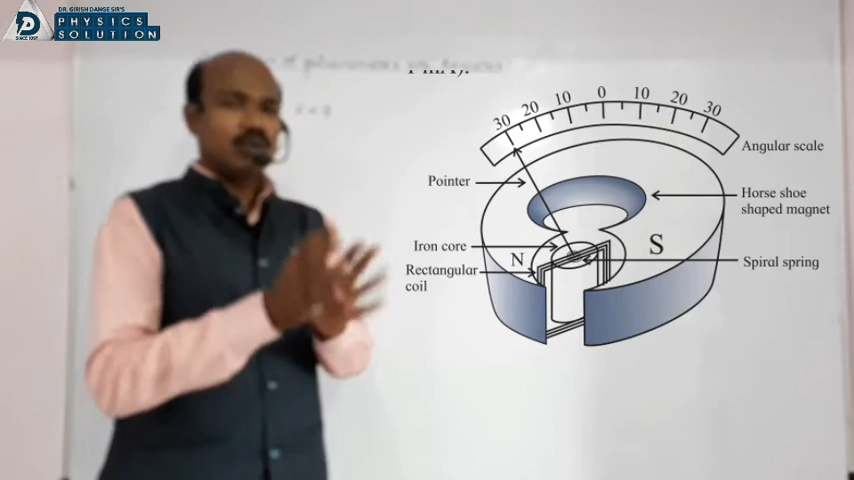 DR. GIRISH DAMGE SIR'S
PHYSICS
SOLUTION
SINCE 1997
30 20 10 0 10 20 30
Angular scale
Pointer
Horse shoe
shaped magnet
Iron core
N
S
Rectangular
coil
Spiral spring